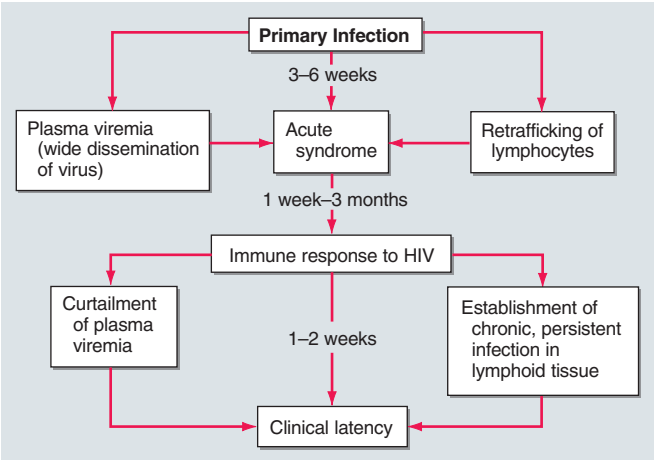 Primary Infection
3–6 weeks
Plasma viremia
(wide dissemination
of virus)
Acute
syndrome
Retrafficking of
lymphocytes
1 week–3 months
Immune response to HIV
Curtailment
of plasma
viremia
1–2 weeks
Establishment of
chronic, persistent
infection in
lymphoid tissue
Clinical latency